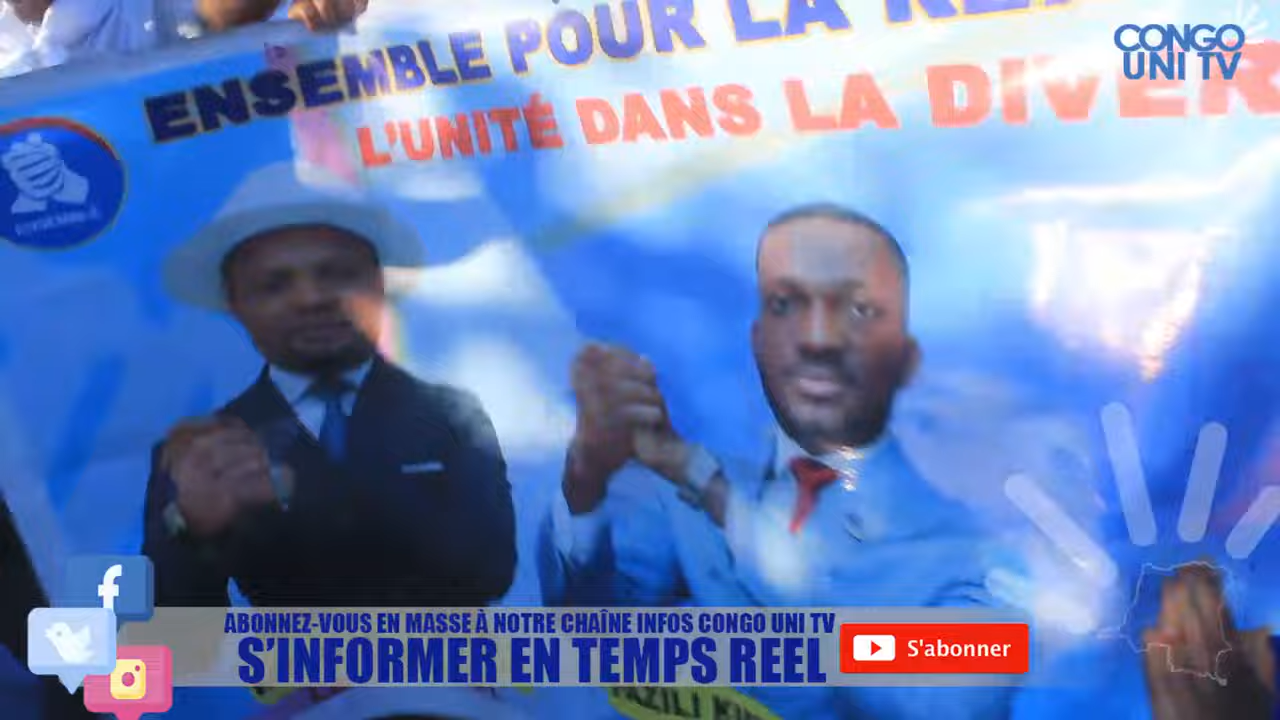 ENSEMBLE POUR LA
L'UNITÉ DANS LA DIVER
CONGO
UNI TV
ABONNEZ-VOUS EN MASSE À NOTRE CHAÎNE INFOS CONGO UNI TV
S'INFORMER EN TEMPS REEL
S'abonner